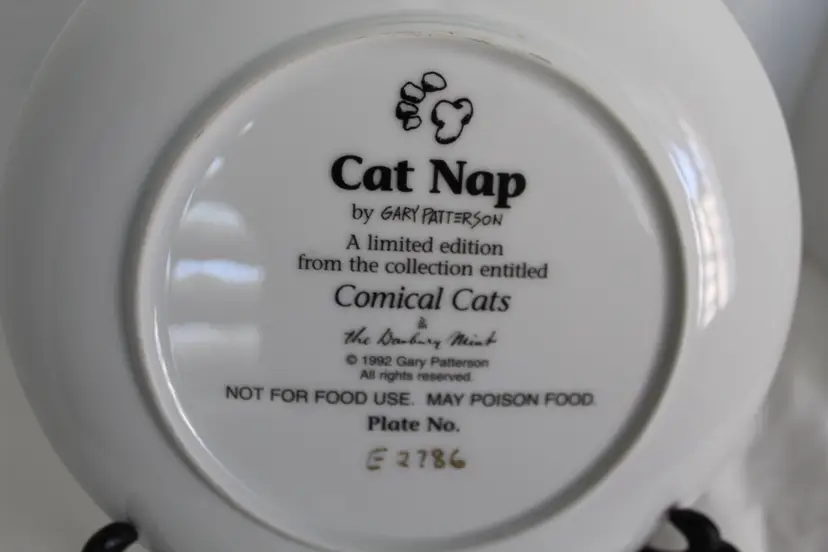 Cat Nap
by GARY PATTERSON
A limited edition
from the collection entitled
Comical Cats
&
The Danbury Mint
© 1992 Gary Patterson
All rights reserved.
NOT FOR FOOD USE. MAY POISON FOOD.
Plate No.
E 2786